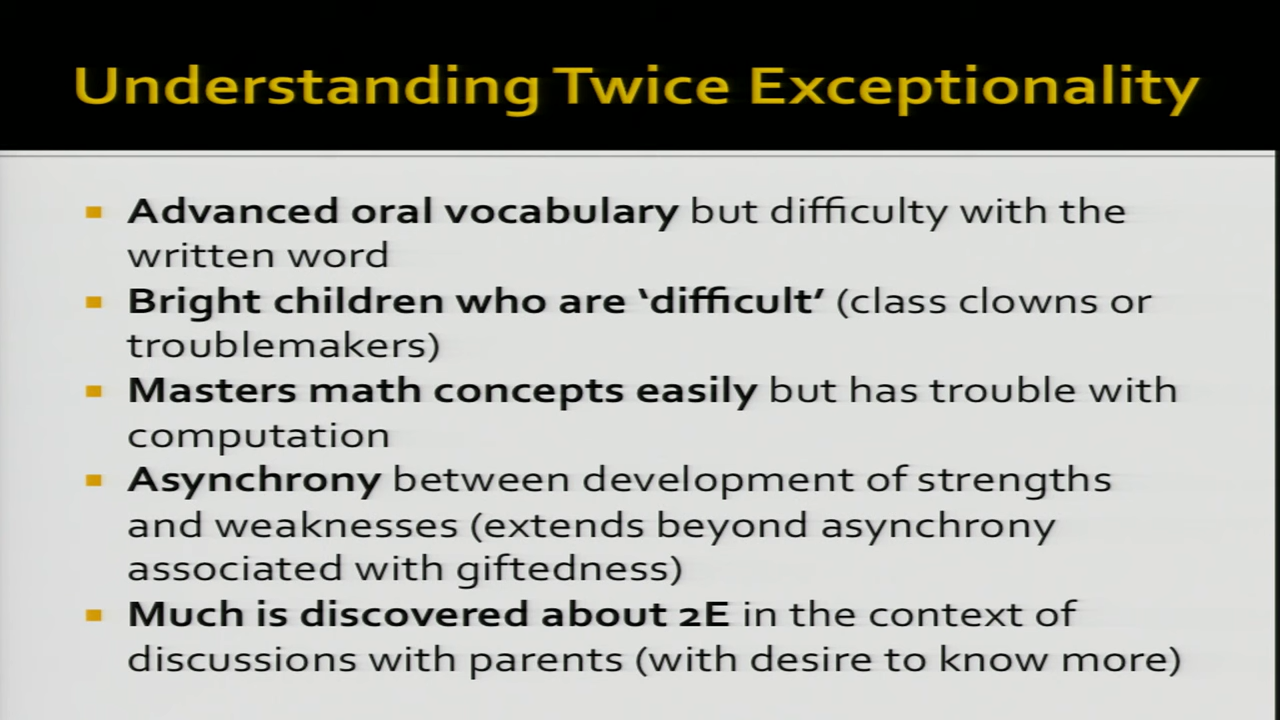 Understanding Twice Exceptionality
Advanced oral vocabulary but difficulty with the
written word
Bright children who are ‘difficult’ (class clowns or
troublemakers)
Masters math concepts easily but has trouble with
computation
Asynchrony between development of strengths
and weaknesses (extends beyond asynchrony
associated with giftedness)
Much is discovered about 2E in the context of
discussions with parents (with desire to know more)